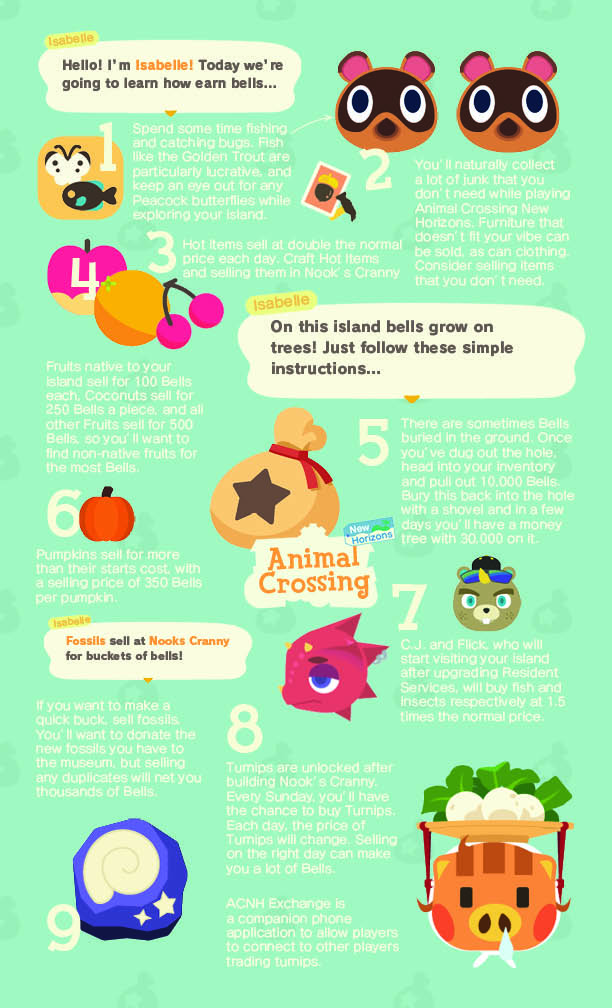 Isabelle
Hello! I'm Isabelle! Today we're
going to learn how earn bells...
1
Spend some time fishing
and catching bugs. Fish
like the Golden Trout are
particularly lucrative, and
keep an eye out for any
Peacock butterflies while
exploring your island.
2
You'll naturally collect
a lot of junk that you
don't need while playing
Animal Crossing New
Horizons. Furniture that
doesn't fit your vibe can
be sold, as can clothing.
Consider selling items
that you don't need.
3
Hot Items sell at double the normal
price each day. Craft Hot Items
and selling them in Nook's Cranny
4
Fruits native to your
island sell for 100 Bells
each, Coconuts sell for
250 Bells a piece, and all
other Fruits sell for 500
Bells, so you'll want to
find non-native fruits for
the most Bells.
Isabelle
On this island bells grow on
trees! Just follow these simple
instructions...
5
There are sometimes Bells
buried in the ground. Once
you've dug out the hole,
head into your inventory
and pull out 10,000 Bells.
Bury this back into the hole
with a shovel and in a few
days you'll have a money
tree with 30,000 on it.
6
Pumpkins sell for more
than their starts cost, with
a selling price of 350 Bells
per pumpkin.
New
Horizons
Animal
Crossing
7
C.J. and Flick, who will
start visiting your island
after upgrading Resident
Services, will buy fish and
insects respectively at 1.5
times the normal price.
Isabelle
Fossils sell at Nooks Cranny
for buckets of bells!
If you want to make a
quick buck, sell fossils.
You'll want to donate the
new fossils you have to
the museum, but selling
any duplicates will net you
thousands of Bells.
8
Turnips are unlocked after
building Nook's Cranny.
Every Sunday, you'll have
the chance to buy Turnips.
Each day, the price of
Turnips will change. Selling
on the right day can make
you a lot of Bells.
9
ACNH Exchange is
a companion phone
application to allow players
to connect to other players
trading turnips.